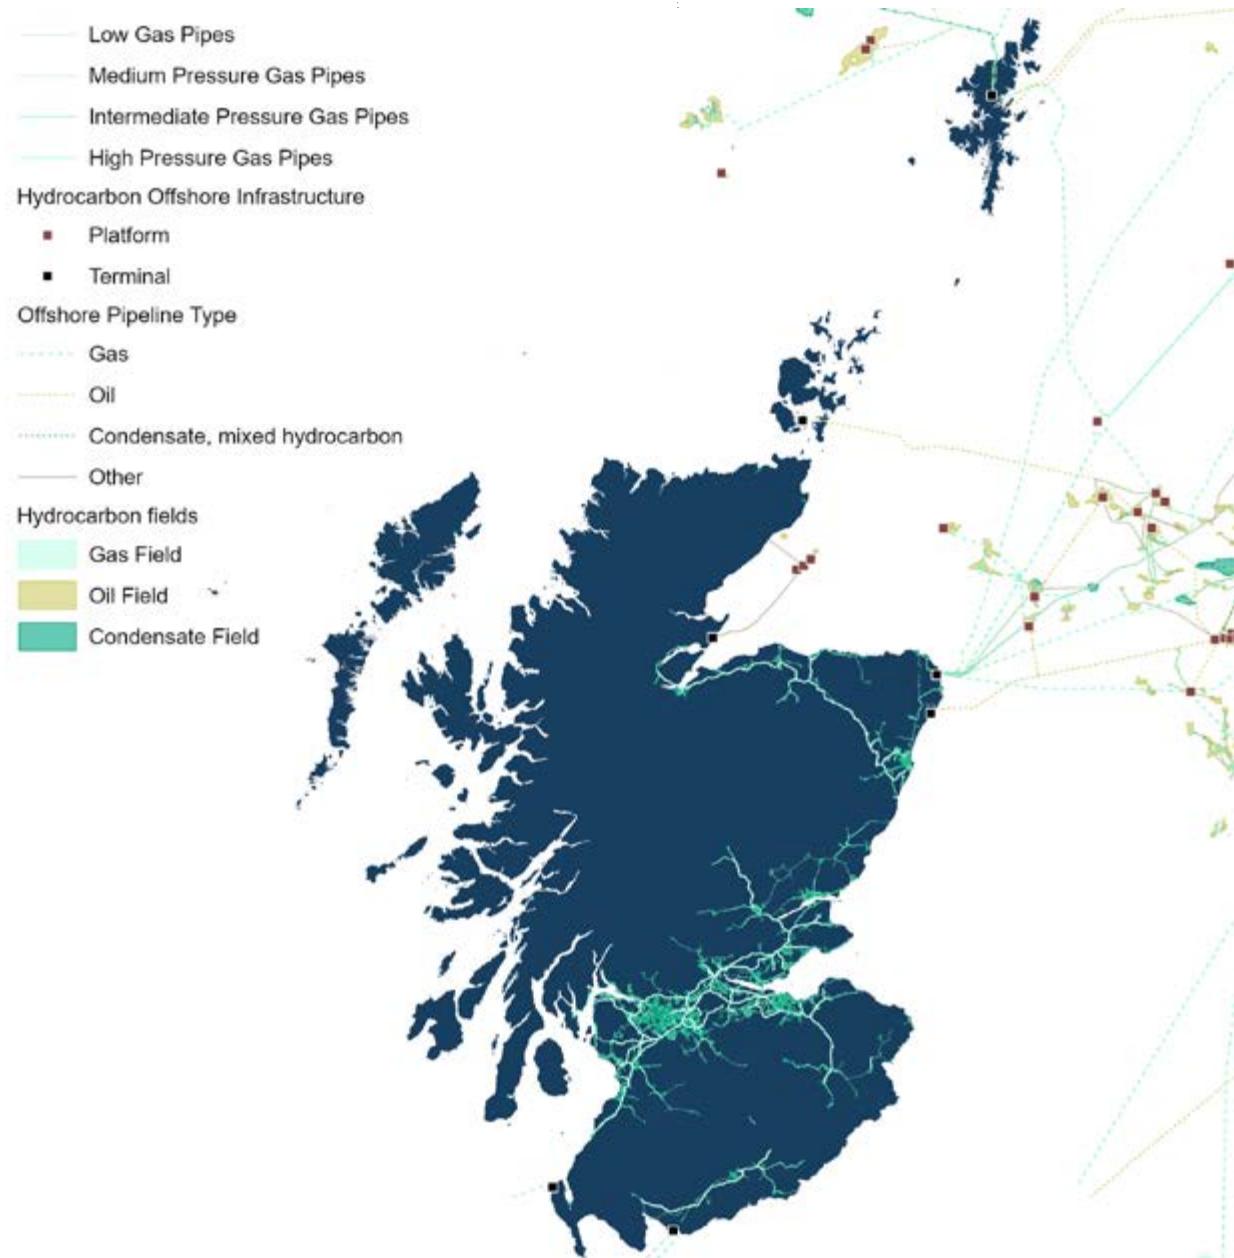 Low Gas Pipes
Medium Pressure Gas Pipes
Intermediate Pressure Gas Pipes
High Pressure Gas Pipes
Hydrocarbon Offshore Infrastructure
Platform
Terminal
Offshore Pipeline Type
Gas
Oil
Condensate, mixed hydrocarbon
Other
Hydrocarbon fields
Gas Field
Oil Field
Condensate Field